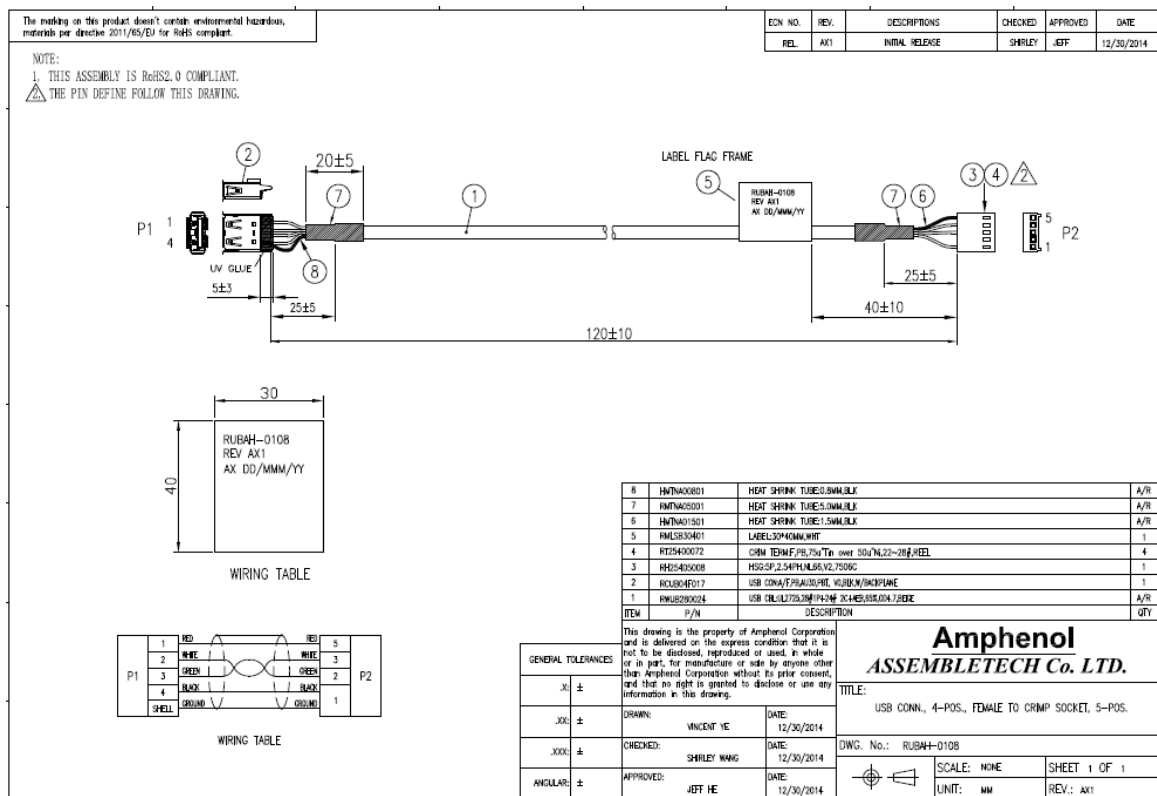 The marking on this product doesn't contain environmental hazardous,
materials per directive 2011/65/EU for RoHS compliant.
ECN NO. REV. DESCRIPTIONS CHECKED APPROVED DATE
REL. AX1 INITIAL RELEASE SHIRLEY JEFF 12/30/2014
NOTE:
1. THIS ASSEMBLY IS RoHS2.0 COMPLIANT.
2. THE PIN DEFINE FOLLOW THIS DRAWING.
2
20±5
LABEL FLAG FRAME
7
1
5
RUBAH-0108
REV AX1
AX DD/MMM/YY
7
6
3
4
2
P1
1
4
5
1
P2
UV GLUE
8
5±3
25±5
25±5
40±10
120±10
30
40
RUBAH-0108
REV AX1
AX DD/MMM/YY
WIRING TABLE
8 HMTNA00801 HEAT SHRINK TUBE:0.8MM,BLK A/R
7 RMTNA05001 HEAT SHRINK TUBE:5.0MM,BLK A/R
6 HMTNA01501 HEAT SHRINK TUBE:1.5MM,BLK A/R
5 RMLSB30401 LABEL:30*40MM,WHT 1
4 RT25400072 CRIM TERM:F,PB,75u"Tin over 50u"Ni,22~28#,REEL 4
3 RH25405008 HSG:5P,2.54PH,NL66,V2,7506C 1
2 RCUB04F017 USB CON:A/F,PB,AU30,PBT, V0,BLK,W/BACKPLANE 1
1 RWUB280024 USB CBL:UL2725,28#1P+24# 2C+AEB,65%,OD4.7,BEIGE A/R
ITEM P/N DESCRIPTION QTY
P1
1 RED RED 5
2 WHITE WHITE 3
3 GREEN GREEN 2
4 BLACK BLACK 1
SHELL GROUND GROUND
P2
WIRING TABLE
GENERAL TOLERANCES
.X: ±
.XX: ±
.XXX: ±
ANGULAR: ±
This drawing is the property of Amphenol Corporation
and is delivered on the express condition that it is
not to be disclosed, reproduced or used, in whole
or in part, for manufacture or sale by anyone other
than Amphenol Corporation without its prior consent,
and that no right is granted to disclose or use any
information in this drawing.
DRAWN: VINCENT YE DATE: 12/30/2014
CHECKED: SHIRLEY WANG DATE: 12/30/2014
APPROVED: JEFF HE DATE: 12/30/2014
Amphenol
ASSEMBLETECH Co. LTD.
TITLE:
USB CONN., 4-POS., FEMALE TO CRIMP SOCKET, 5-POS.
DWG. No.: RUBAH-0108
SCALE: NONE SHEET 1 OF 1
UNIT: MM REV.: AX1